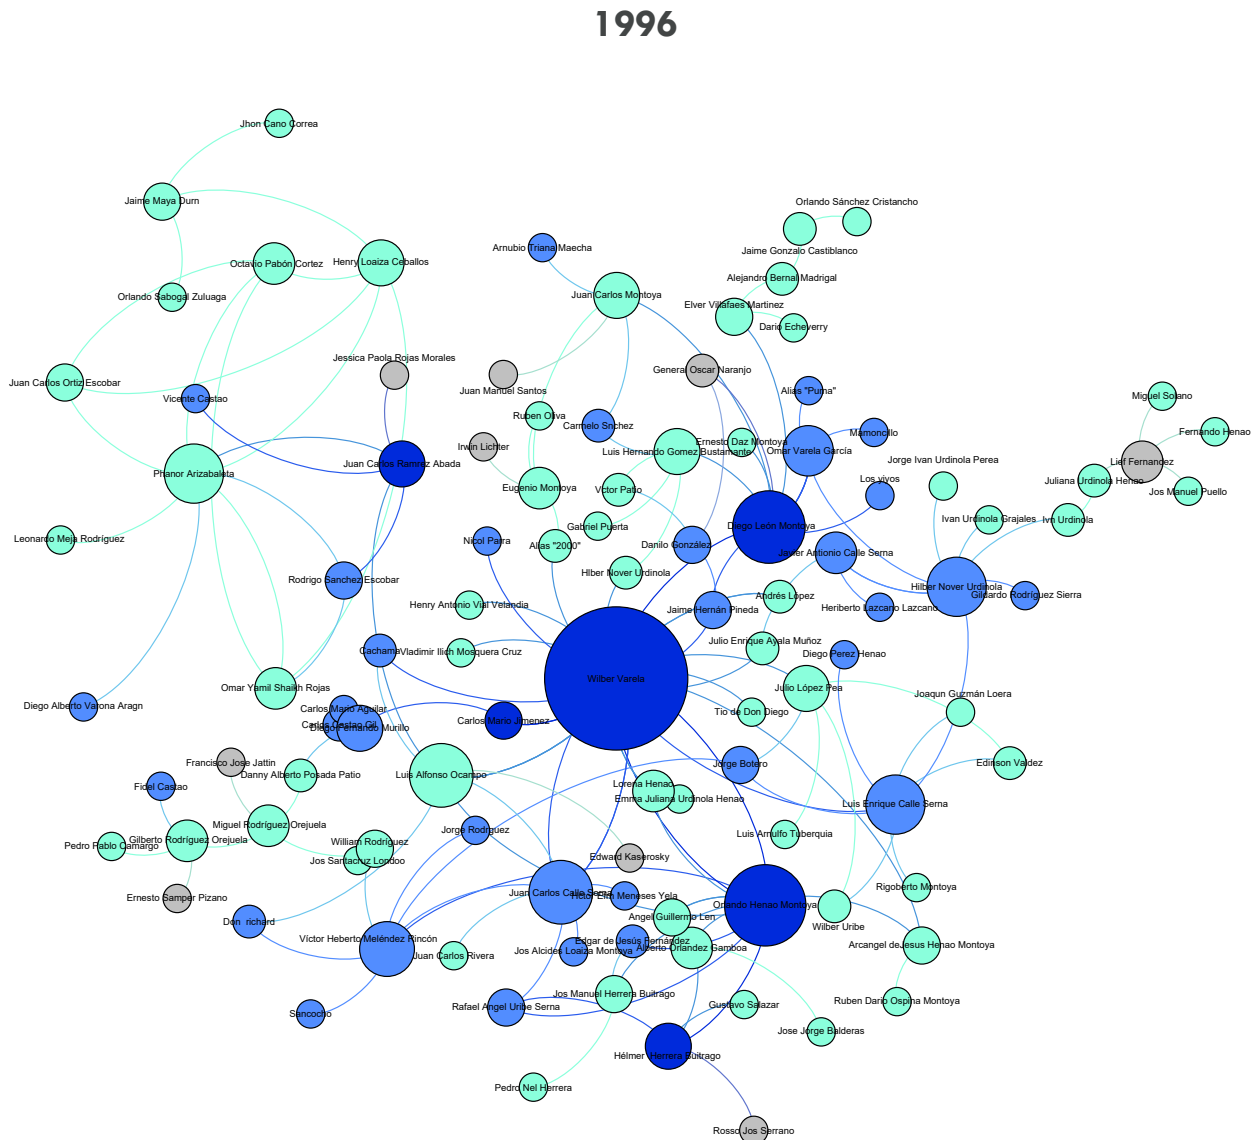 1996
Jhon Cano Correa
Jaime Maya Durn
Orlando Sánchez Cristancho
Arnubio Triana Maecha
Jaime Gonzalo Castiblanco
Octavio Pabón Cortez
Henry Loaiza Ceballos
Alejandro Bernal Madrigal
Orlando Sabogal Zuluaga
Juan Carlos Montoya
Elver Villafaes Martinez
Dario Echeverry
Jessica Paola Rojas Morales
General Oscar Naranjo
Juan Carlos Ortiz Escobar
Juan Manuel Santos
Alias "Puma"
Miguel Solano
Vicente Castao
Ruben Oliva
Carmelo Snchez
Mamoncillo
Fernando Henao
Irwin Lichter
Ernesto Daz Montoya
Luis Hernando Gomez Bustamante
Omar Varela García
Lief Fernandez
Phanor Arizabaleta
Juan Carlos Ramrez Abada
Jorge Ivan Urdinola Perea
Juliana Urdinola Henao
Eugenio Montoya
Vctor Patio
Los yiyos
Jos Manuel Puello
Gabriel Puerta
Diego León Montoya
Ivan Urdinola Grajales
Ivn Urdinola
Leonardo Meja Rodríguez
Nicol Parra
Alias "2000"
Danilo González
Javier Antionio Calle Serna
Rodrigo Sanchez Escobar
HIber Nover Urdinola
Hilber Nover Urdinola
Gildardo Rodríguez Sierra
Henry Antonio Vial Velandia
Jaime Hernán Pineda
Andrés López
Heriberto Lazcano Lazcano
Julio Enrique Ayala Muñoz
Cachama
Vladimir Ilich Mosquera Cruz
Diego Perez Henao
Wilber Varela
Omar Yamil Shaikh Rojas
Julio López Pea
Joaqun Guzmán Loera
Diego Alberto Varona Aragn
Carlos Mario Aguilar
Carlos Castao Gil
Diego Fernando Murillo
Carlos Mario Jimenez
Tio de Don Diego
Francisco Jose Jattin
Danny Alberto Posada Patio
Luis Alfonso Ocampo
Jorge Botero
Edinson Valdez
Fidel Castao
Lorena Henao
Emma Juliana Urdinola Henao
Luis Enrique Calle Serna
Miguel Rodríguez Orejuela
Jorge Rodrguez
Luis Arnulfo Tuberquia
Pedro Pablo Camargo
Gilberto Rodríguez Orejuela
William Rodríguez
Jos Santacruz Londoo
Edward Kaserosky
Ernesto Samper Pizano
Juan Carlos Calle Serna
Hctor Elm Meneses Yela
Rigoberto Montoya
Orlando Henao Montoya
Don richard
Angel Guillermo Len
Wilber Uribe
Víctor Heberto Meléndez Rincón
Juan Carlos Rivera
Edgar de Jesús Fernández
Jos Alcides Loaiza Montoya
Alberto Orlandez Gamboa
Arcangel de Jesus Henao Montoya
Jos Manuel Herrera Buitrago
Sancocho
Rafael Angel Uribe Serna
Gustavo Salazar
Ruben Dario Ospina Montoya
Jose Jorge Balderas
Hélmer Herrera Buitrago
Pedro Nel Herrera
Rosso Jos Serrano